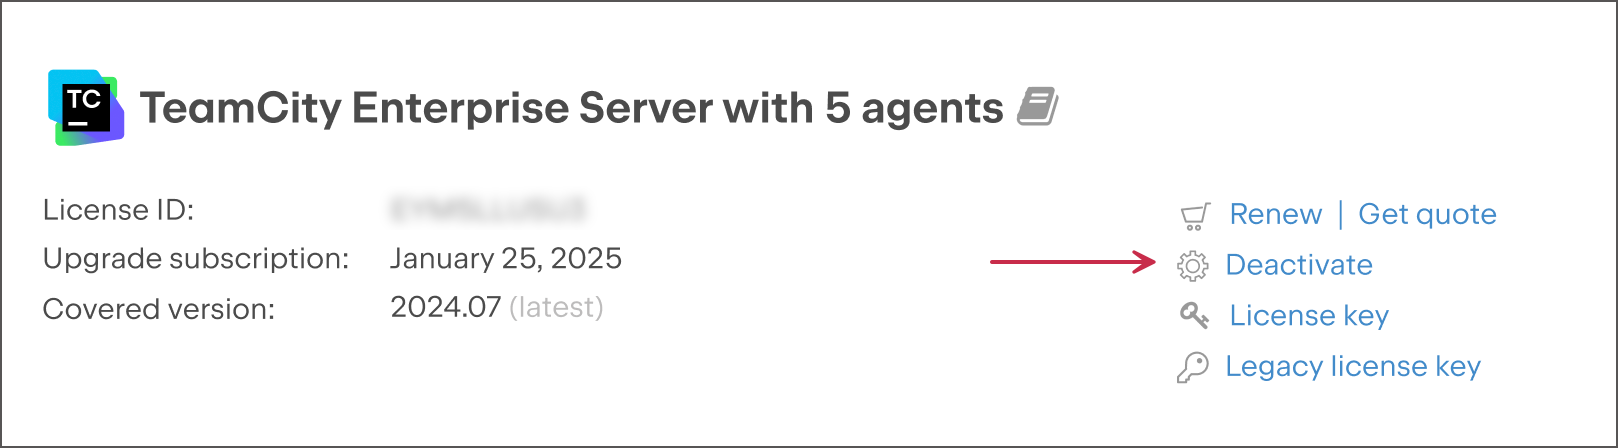 TC
TeamCity Enterprise Server with 5 agents
License ID:
Upgrade subscription: January 25, 2025
Covered version: 2024.07 (latest)
Renew | Get quote
Deactivate
License key
Legacy license key